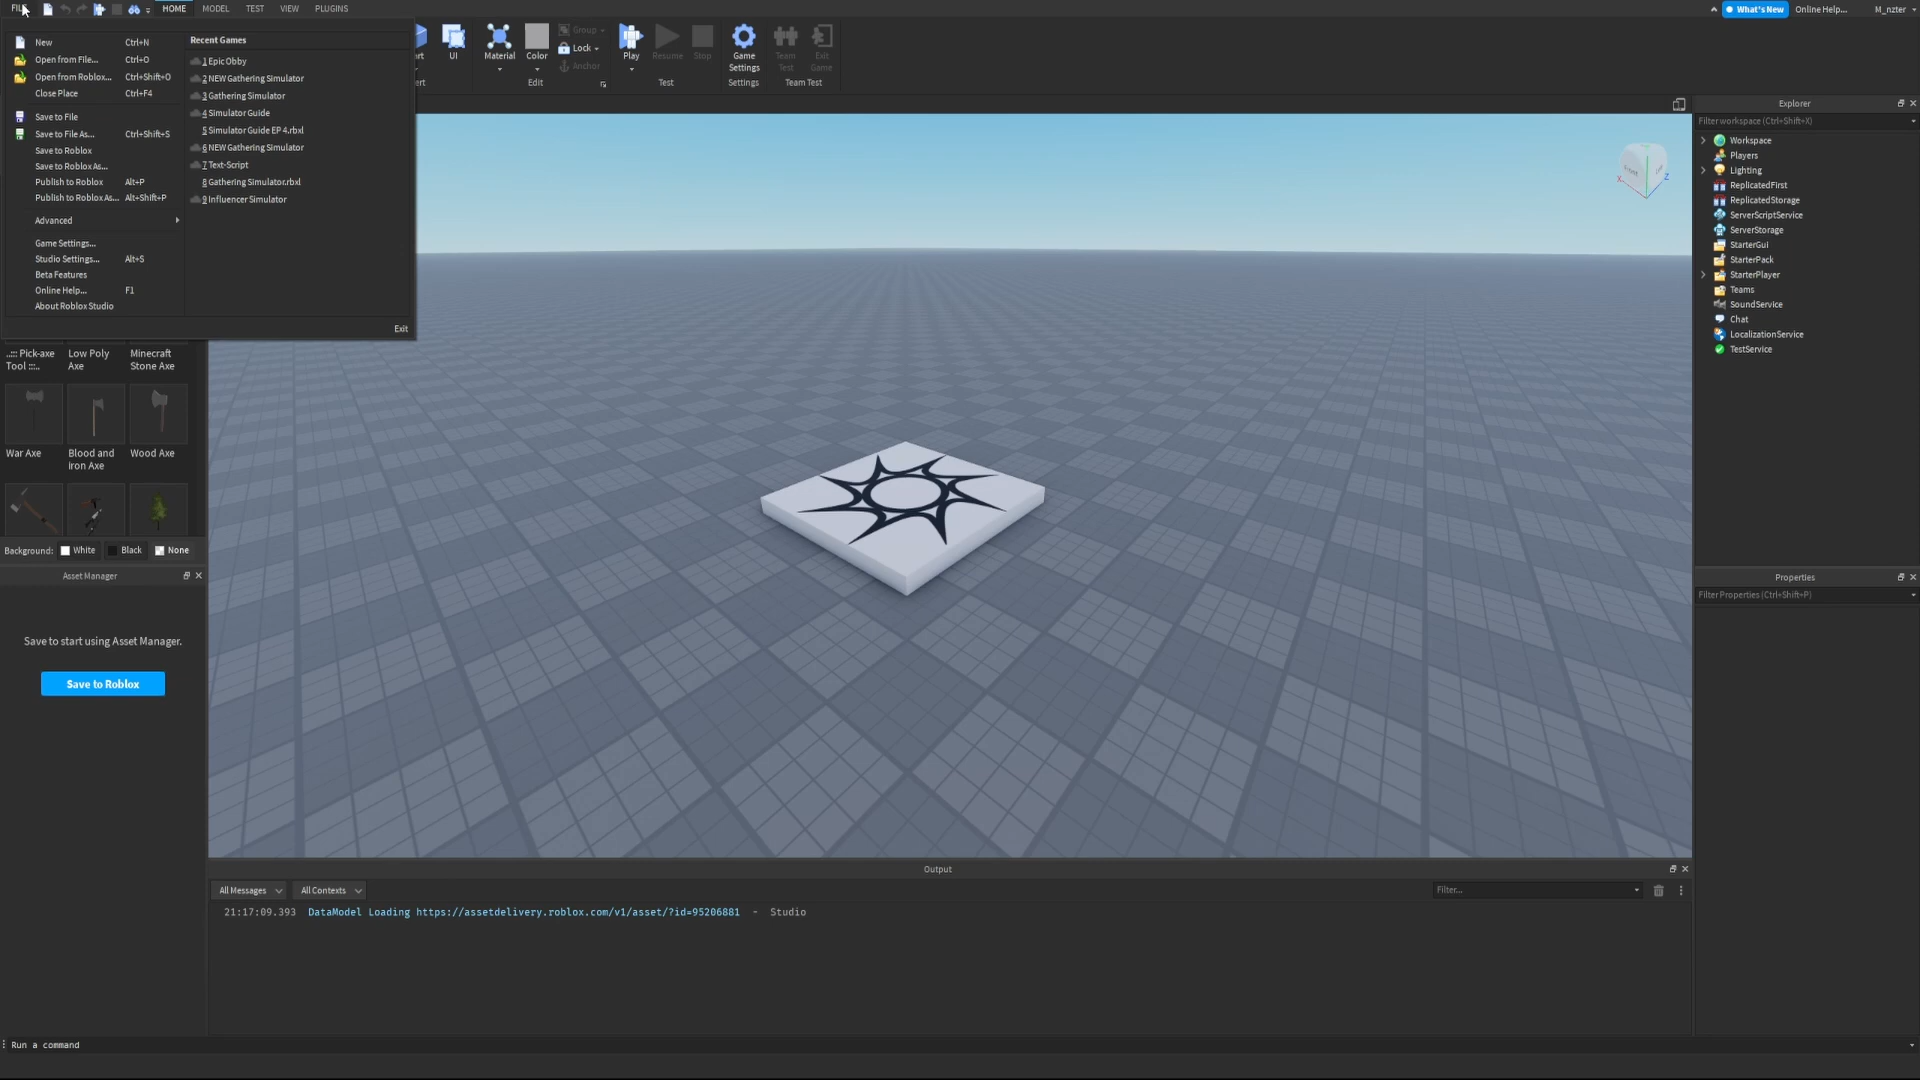 FILE
HOME
MODEL
TEST
VIEW
PLUGINS
What's New
Online Help...
M_nzter
New Ctrl+N
Open from File... Ctrl+O
Open from Roblox... Ctrl+Shift+O
Close Place Ctrl+F4
Save to File
Save to File As... Ctrl+Shift+S
Save to Roblox
Save to Roblox As...
Publish to Roblox Alt+P
Publish to Roblox As... Alt+Shift+P
Advanced
Game Settings...
Studio Settings... Alt+S
Beta Features
Online Help... F1
About Roblox Studio
Recent Games
1 Epic Obby
2 NEW Gathering Simulator
3 Gathering Simulator
4 Simulator Guide
5 Simulator Guide EP 4.rbxl
6 NEW Gathering Simulator
7 Text-Script
8 Gathering Simulator.rbxl
9 Influencer Simulator
Exit
UI
Material
Color
Group
Lock
Anchor
Edit
Play
Resume
Stop
Test
Game
Settings
Settings
Team
Test
Exit
Game
Team Test
..::: Pick-axe
Tool :::..
Low Poly
Axe
Minecraft
Stone Axe
War Axe
Blood and
iron Axe
Wood Axe
Background: White Black None
Asset Manager
Save to start using Asset Manager.
Save to Roblox
Explorer
Filter workspace (Ctrl+Shift+X)
Workspace
Players
Lighting
ReplicatedFirst
ReplicatedStorage
ServerScriptService
ServerStorage
StarterGui
StarterPack
StarterPlayer
Teams
SoundService
Chat
LocalizationService
TestService
Properties
Filter Properties (Ctrl+Shift+P)
Output
All Messages
All Contexts
Filter...
21:17:09.393 DataModel Loading https://assetdelivery.roblox.com/v1/asset/?id=95206881 - Studio
Run a command